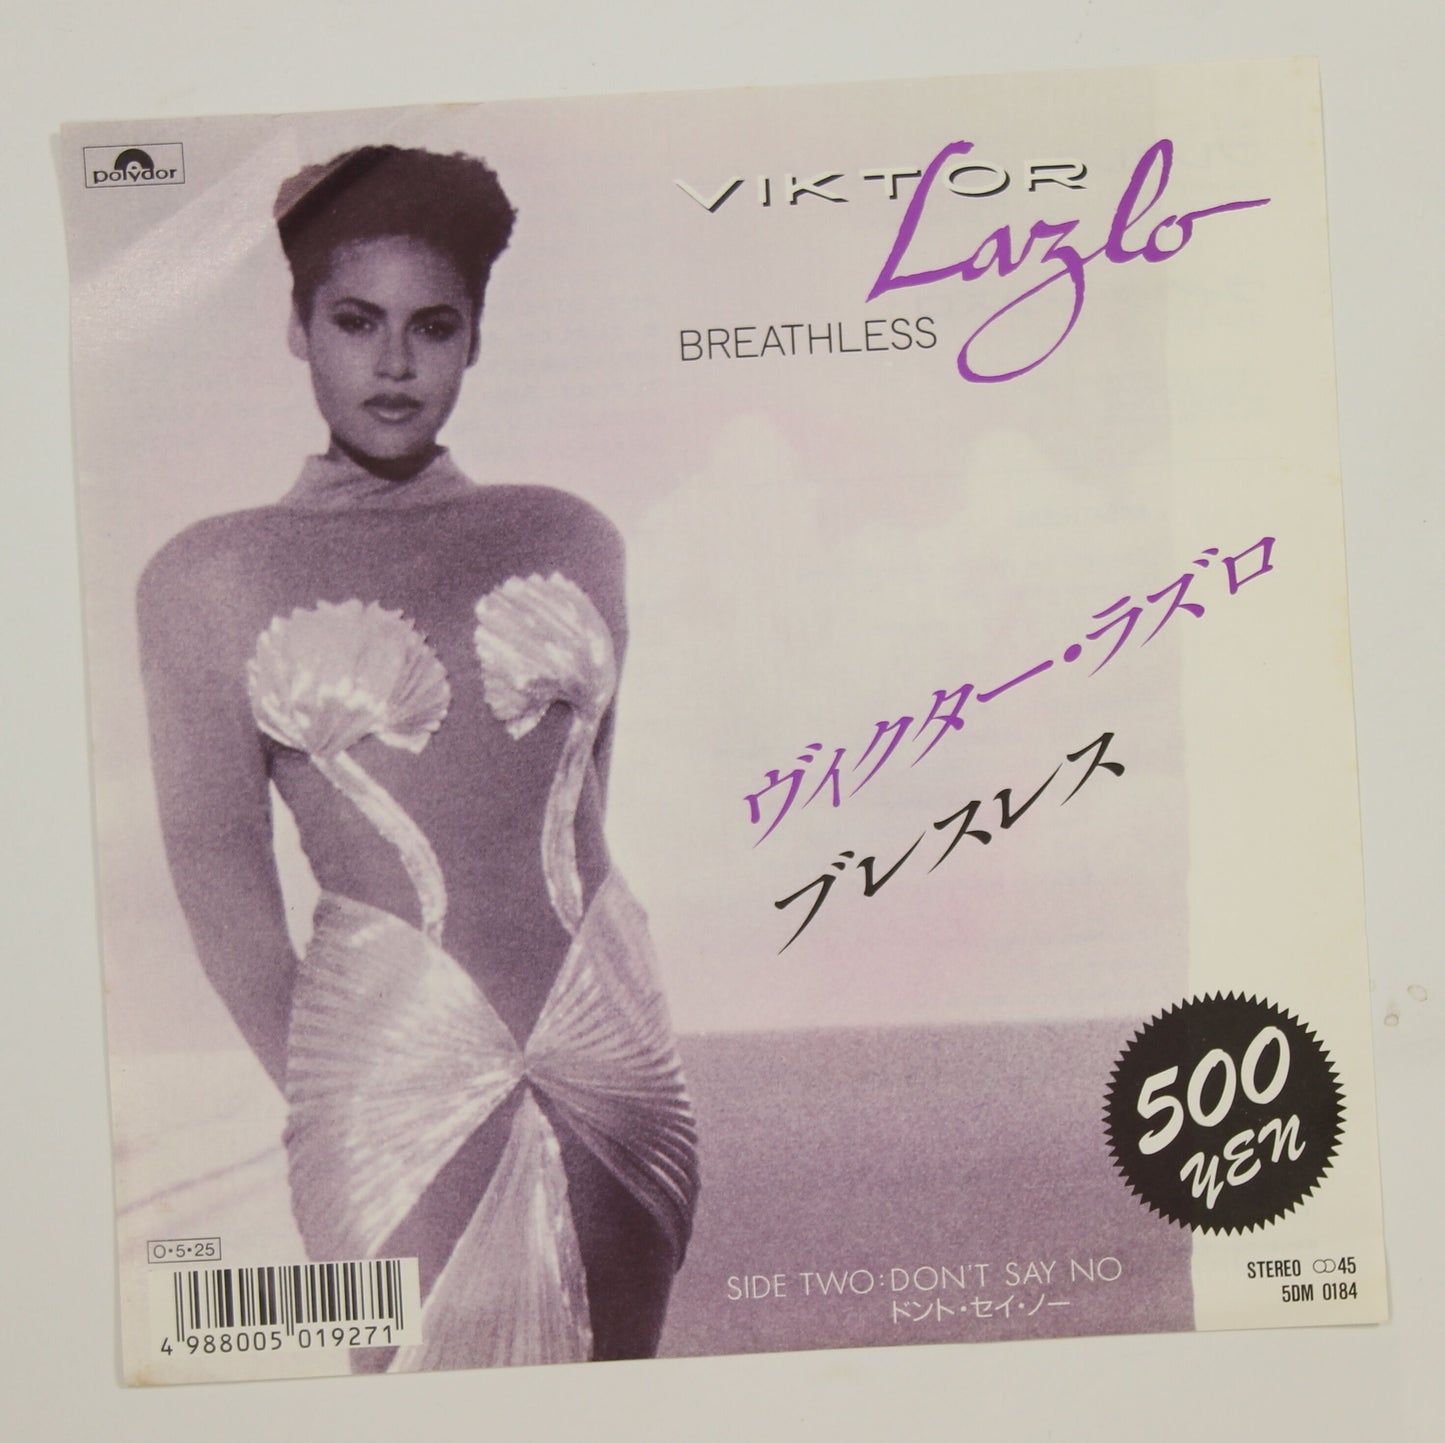 polydor
VIKTOR
Lazlo
BREATHLESS
ヴィクター・ラズロ
ブレスレス
500
YEN
O・5・25
4 988005 019271
SIDE TWO:DON'T SAY NO
ドント・セイ・ノー
STEREO ○○45
5DM 0184